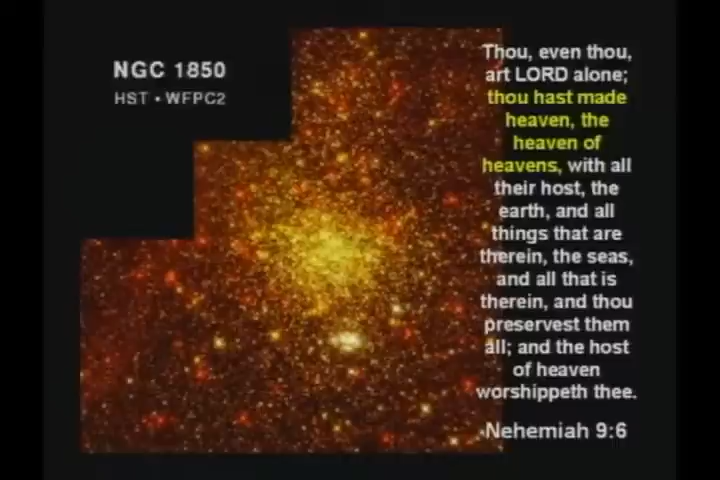 NGC 1850
HST • WFPC2
Thou, even thou,
art LORD alone;
thou hast made
heaven, the
heaven of
heavens, with all
their host, the
earth, and all
things that are
therein, the seas,
and all that is
therein, and thou
preservest them
all; and the host
of heaven
worshippeth thee.
-Nehemiah 9:6